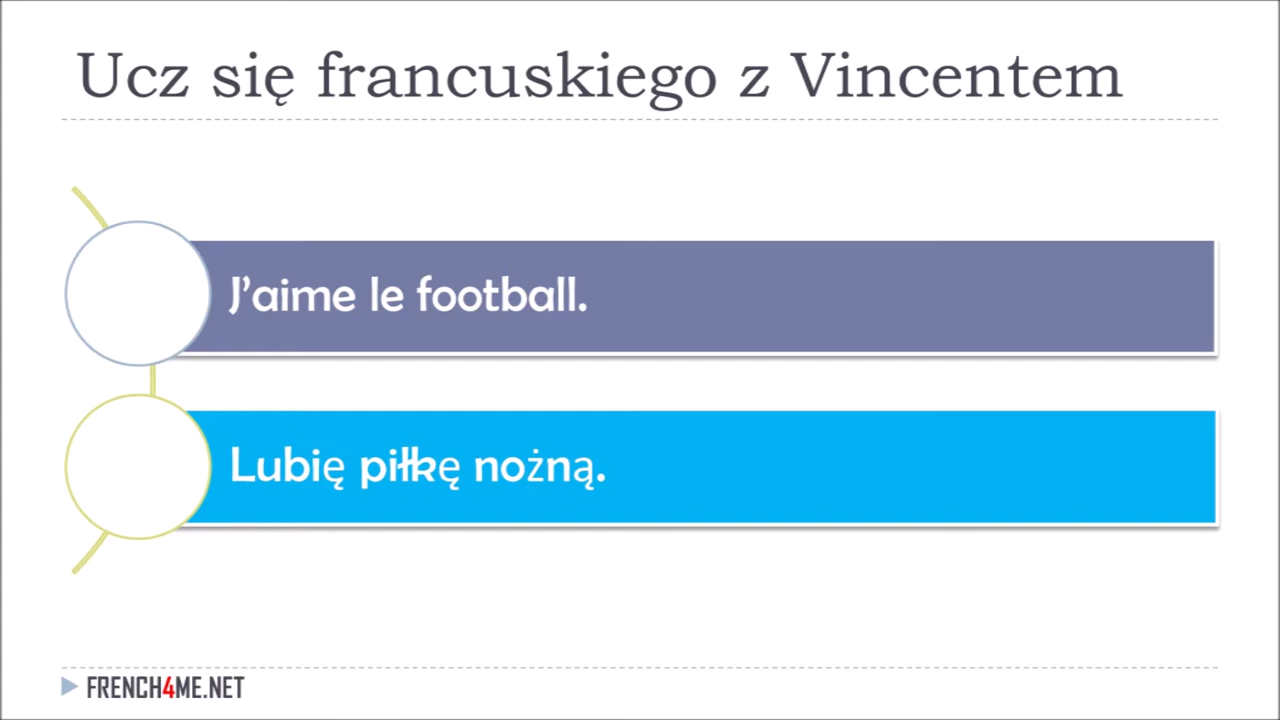 Ucz się francuskiego z Vincentem
J’aime le football.
Lubię piłkę nożną.
FRENCH4ME.NET